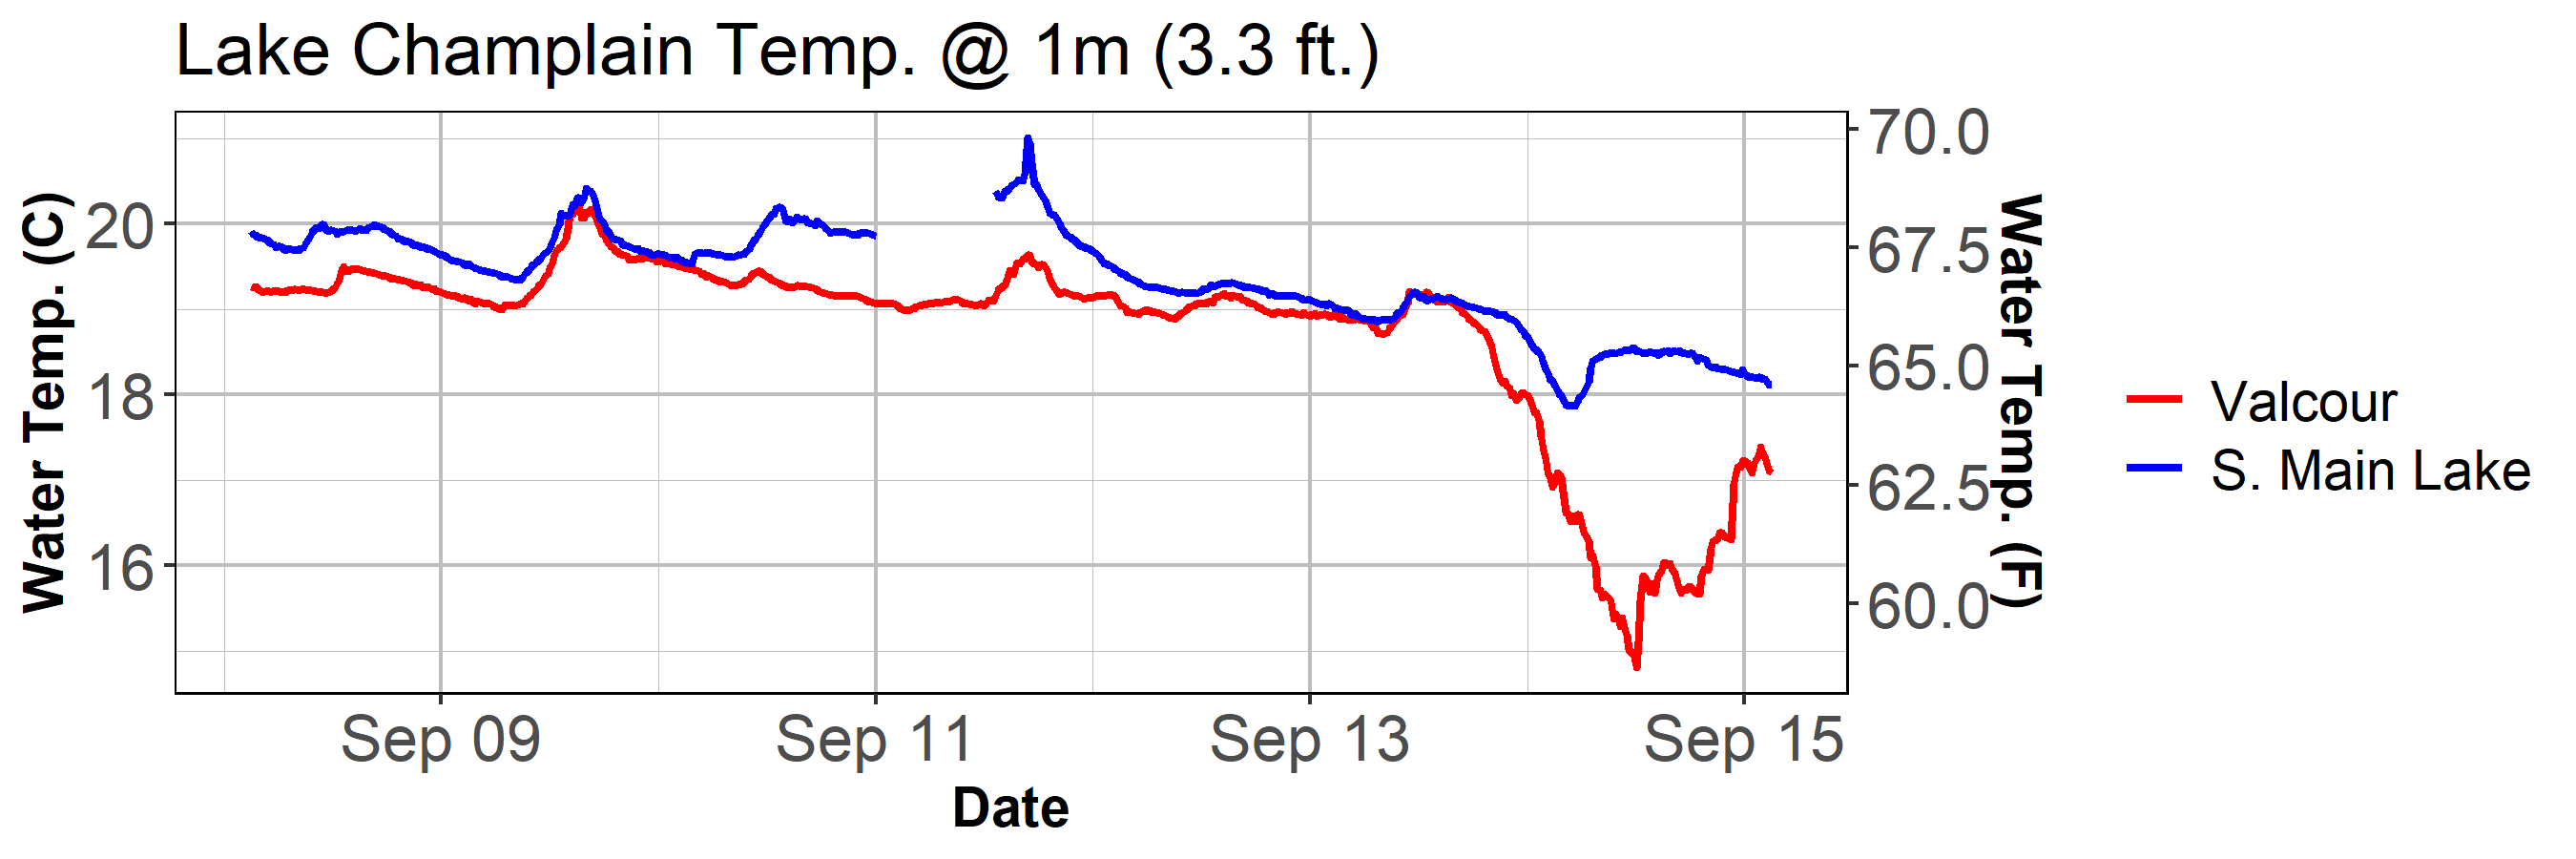 Lake Champlain Temp. @ 1m (3.3 ft.)
Water Temp. (C)
20
18
16
70.0
67.5
65.0
62.5
60.0
Water Temp. (F)
Sep 09
Sep 11
Sep 13
Sep 15
Date
Valcour
S. Main Lake